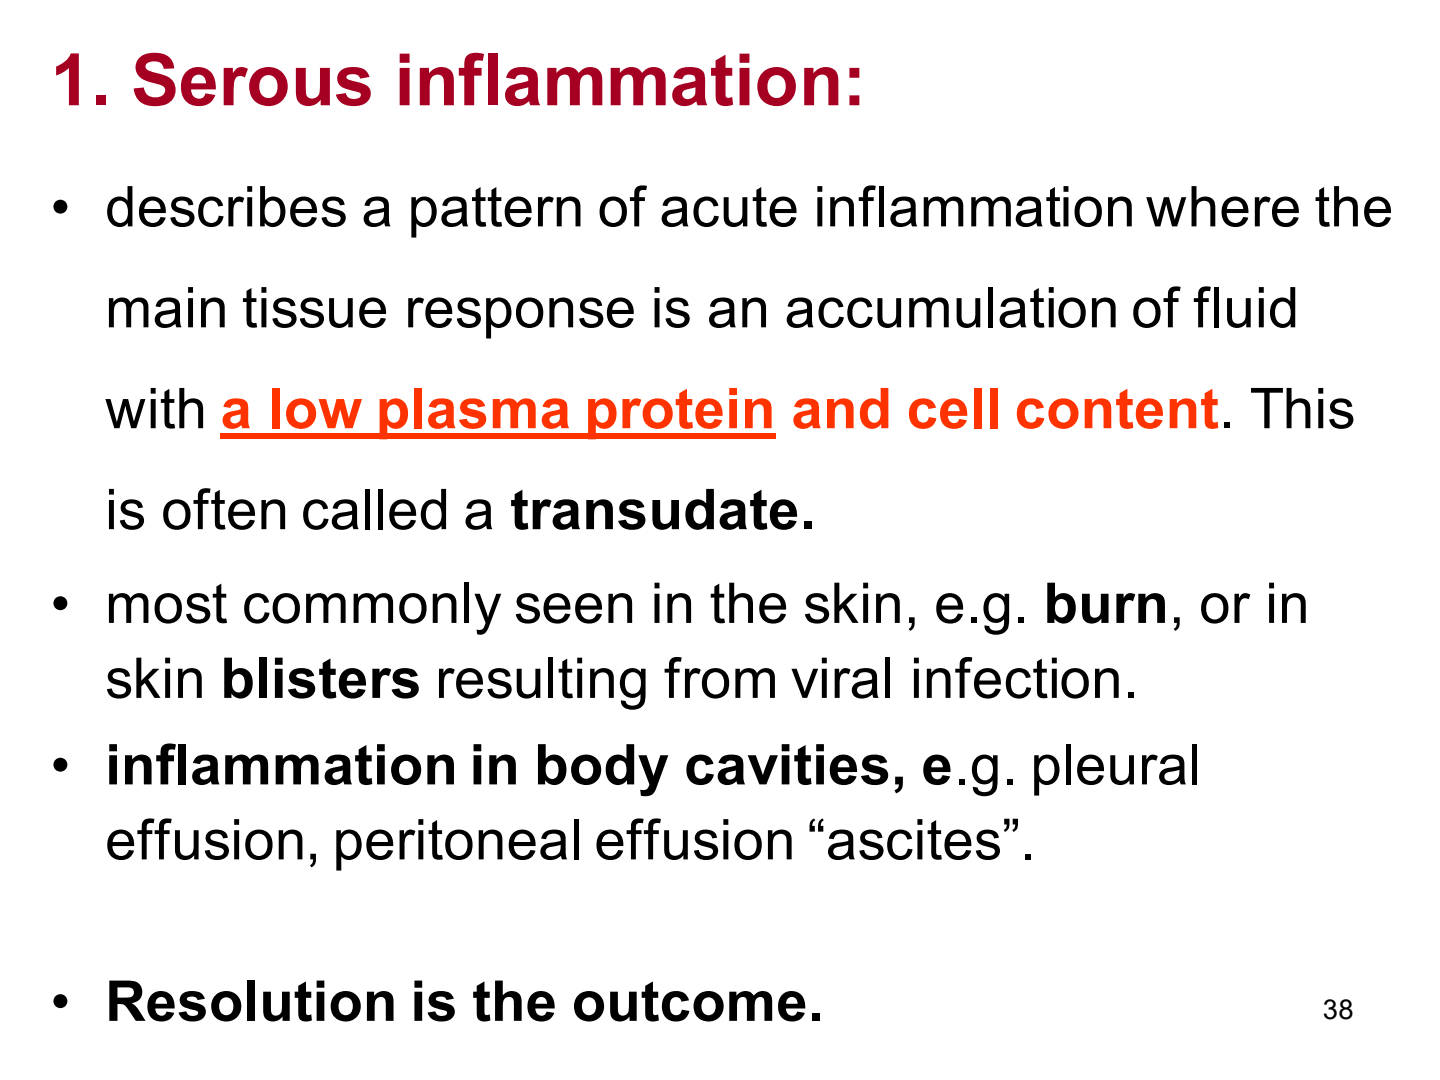 1. Serous inflammation:
• describes a pattern of acute inflammation where the
main tissue response is an accumulation of fluid
with a low plasma protein and cell content. This
is often called a transudate.
• most commonly seen in the skin, e.g. burn, or in
skin blisters resulting from viral infection.
• inflammation in body cavities, e.g. pleural
effusion, peritoneal effusion “ascites”.
• Resolution is the outcome.
38